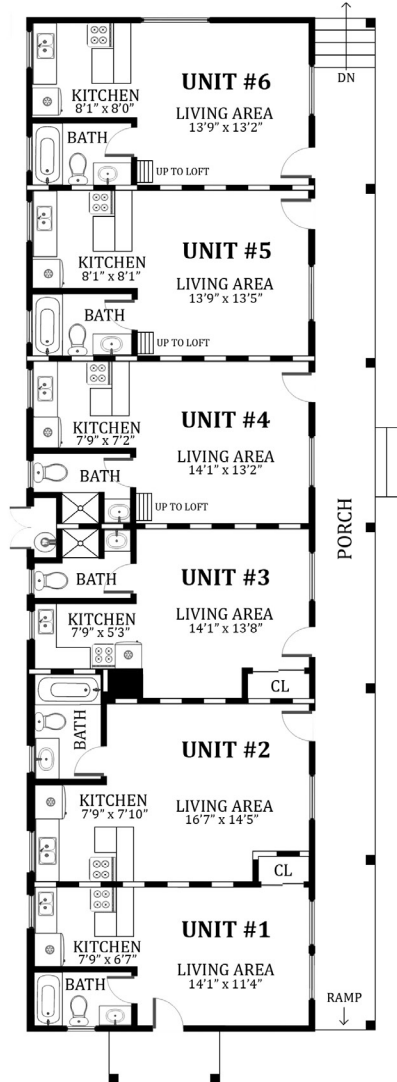 DN
UNIT #6
KITCHEN
8'1" x 8'0"
LIVING AREA
13'9" x 13'2"
BATH
UP TO LOFT
UNIT #5
KITCHEN
8'1" x 8'1"
LIVING AREA
13'9" x 13'5"
BATH
UP TO LOFT
UNIT #4
KITCHEN
7'9" x 7'2"
LIVING AREA
14'1" x 13'2"
BATH
UP TO LOFT
PORCH
UNIT #3
BATH
LIVING AREA
14'1" x 13'8"
KITCHEN
7'9" x 5'3"
CL
BATH
UNIT #2
KITCHEN
7'9" x 7'10"
LIVING AREA
16'7" x 14'5"
CL
UNIT #1
KITCHEN
7'9" x 6'7"
LIVING AREA
14'1" x 11'4"
BATH
RAMP